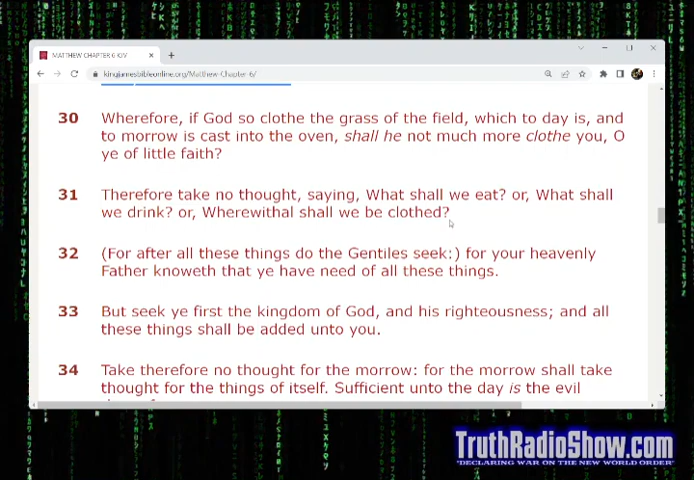 MATTHEW CHAPTER 6 KJV
kingjamesbibleonline.org/Matthew-Chapter-6/
30 Wherefore, if God so clothe the grass of the field, which to day is, and
to morrow is cast into the oven, shall he not much more clothe you, O
ye of little faith?
31 Therefore take no thought, saying, What shall we eat? or, What shall
we drink? or, Wherewithal shall we be clothed?
32 (For after all these things do the Gentiles seek:) for your heavenly
Father knoweth that ye have need of all these things.
33 But seek ye first the kingdom of God, and his righteousness; and all
these things shall be added unto you.
34 Take therefore no thought for the morrow: for the morrow shall take
thought for the things of itself. Sufficient unto the day is the evil
TruthRadioShow.com
"DECLARING WAR ON THE NEW WORLD ORDER"